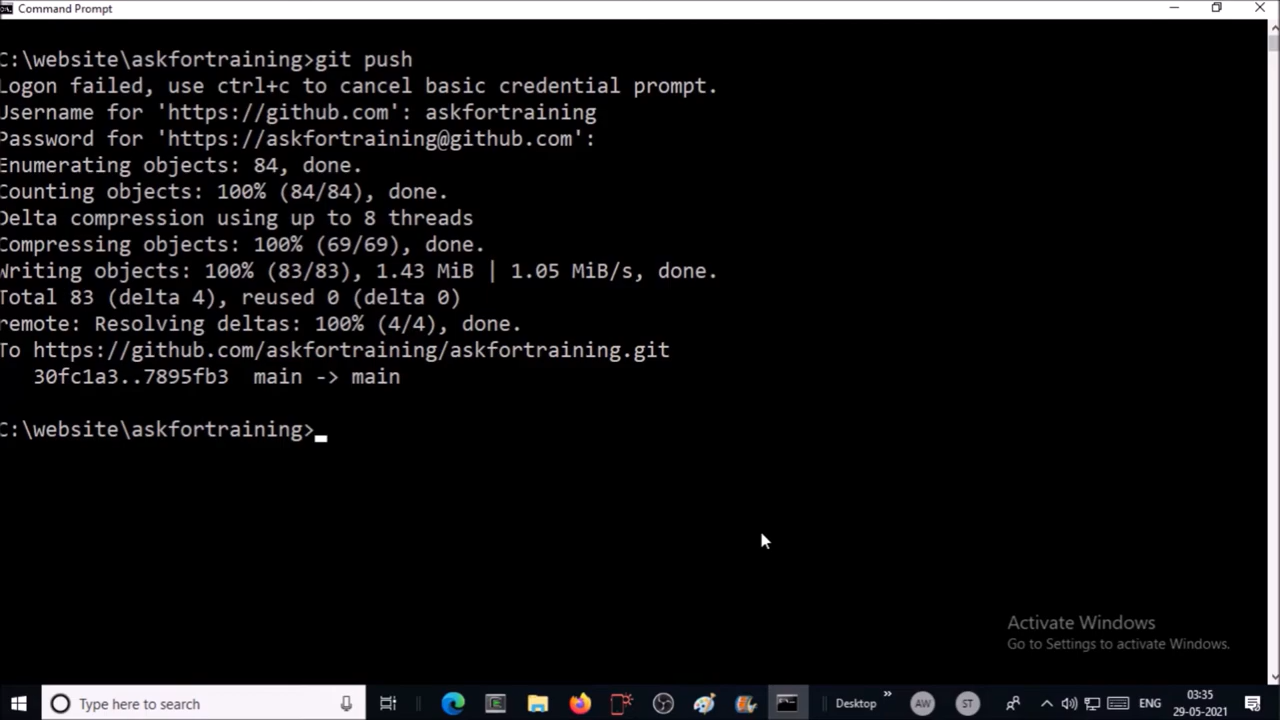 Command Prompt
C:\website\askfortraining>git push
Logon failed, use ctrl+c to cancel basic credential prompt.
Username for 'https://github.com': askfortraining
Password for 'https://askfortraining@github.com':
Enumerating objects: 84, done.
Counting objects: 100% (84/84), done.
Delta compression using up to 8 threads
Compressing objects: 100% (69/69), done.
Writing objects: 100% (83/83), 1.43 MiB | 1.05 MiB/s, done.
Total 83 (delta 4), reused 0 (delta 0)
remote: Resolving deltas: 100% (4/4), done.
To https://github.com/askfortraining/askfortraining.git
30fc1a3..7895fb3  main -> main
C:\website\askfortraining>
Activate Windows
Go to Settings to activate Windows.
Type here to search
Desktop
»
AW
ST
ENG
03:35
29-05-2021